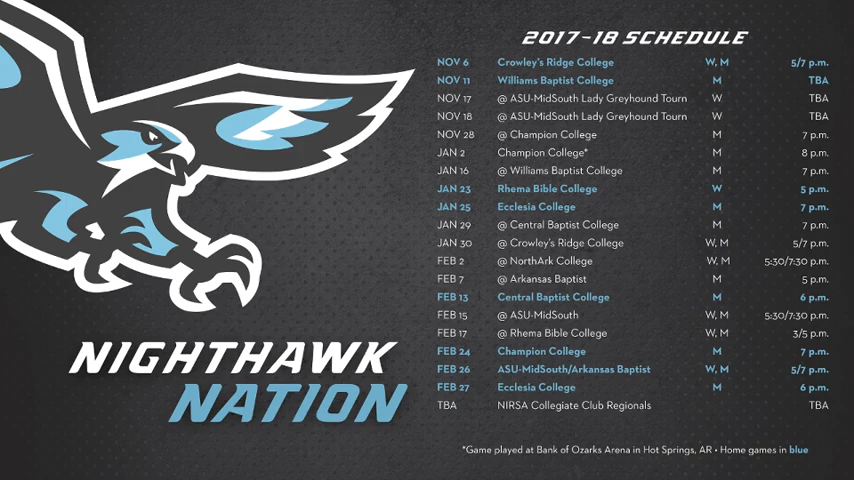 2017-18 SCHEDULE
NOV 6 Crowley's Ridge College W, M 5/7 p.m.
NOV 11 Williams Baptist College M TBA
NOV 17 @ ASU-MidSouth Lady Greyhound Tourn W TBA
NOV 18 @ ASU-MidSouth Lady Greyhound Tourn W TBA
NOV 28 @ Champion College M 7 p.m.
JAN 2 Champion College* M 8 p.m.
JAN 16 @ Williams Baptist College M 7 p.m.
JAN 23 Rhema Bible College W 5 p.m.
JAN 25 Ecclesia College M 7 p.m.
JAN 29 @ Central Baptist College M 7 p.m.
JAN 30 @ Crowley's Ridge College W, M 5/7 p.m.
FEB 2 @ NorthArk College W, M 5:30/7:30 p.m.
FEB 7 @ Arkansas Baptist M 5 p.m.
FEB 13 Central Baptist College M 6 p.m.
FEB 15 @ ASU-MidSouth W, M 5:30/7:30 p.m.
FEB 17 @ Rhema Bible College W, M 3/5 p.m.
FEB 24 Champion College M 7 p.m.
FEB 26 ASU-MidSouth/Arkansas Baptist W, M 5/7 p.m.
FEB 27 Ecclesia College M 6 p.m.
TBA NIRSA Collegiate Club Regionals TBA
*Game played at Bank of Ozarks Arena in Hot Springs, AR • Home games in blue
NIGHTHAWK
NATION